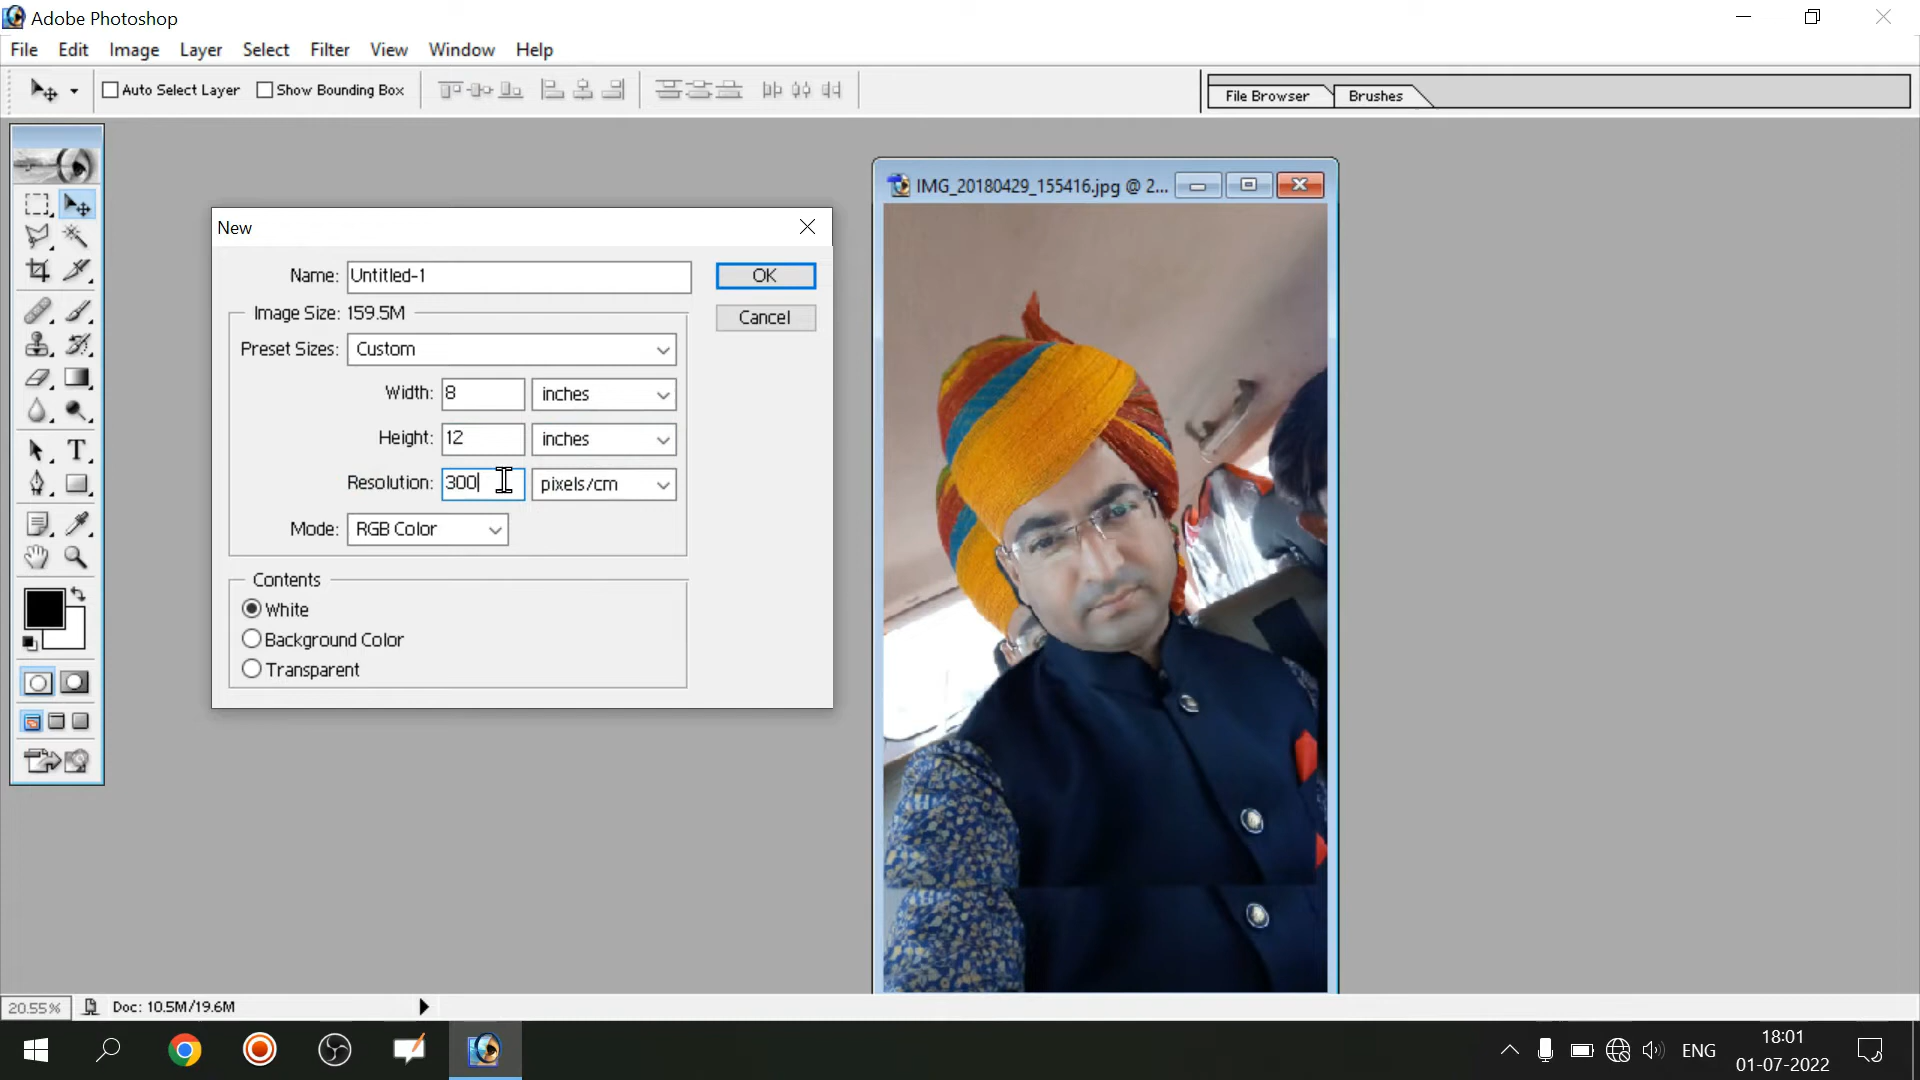 Adobe Photoshop
File Edit Image Layer Select Filter View Window Help
Auto Select Layer Show Bounding Box
File Browser Brushes
IMG_20180429_155416.jpg @ 2...
New
Name: Untitled-1
OK
Image Size: 159.5M
Cancel
Preset Sizes: Custom
Width: 8 inches
Height: 12 inches
Resolution: 300 pixels/cm
Mode: RGB Color
Contents
White
Background Color
Transparent
T
20.55% Doc: 10.5M/19.6M
ENG
18:01
01-07-2022